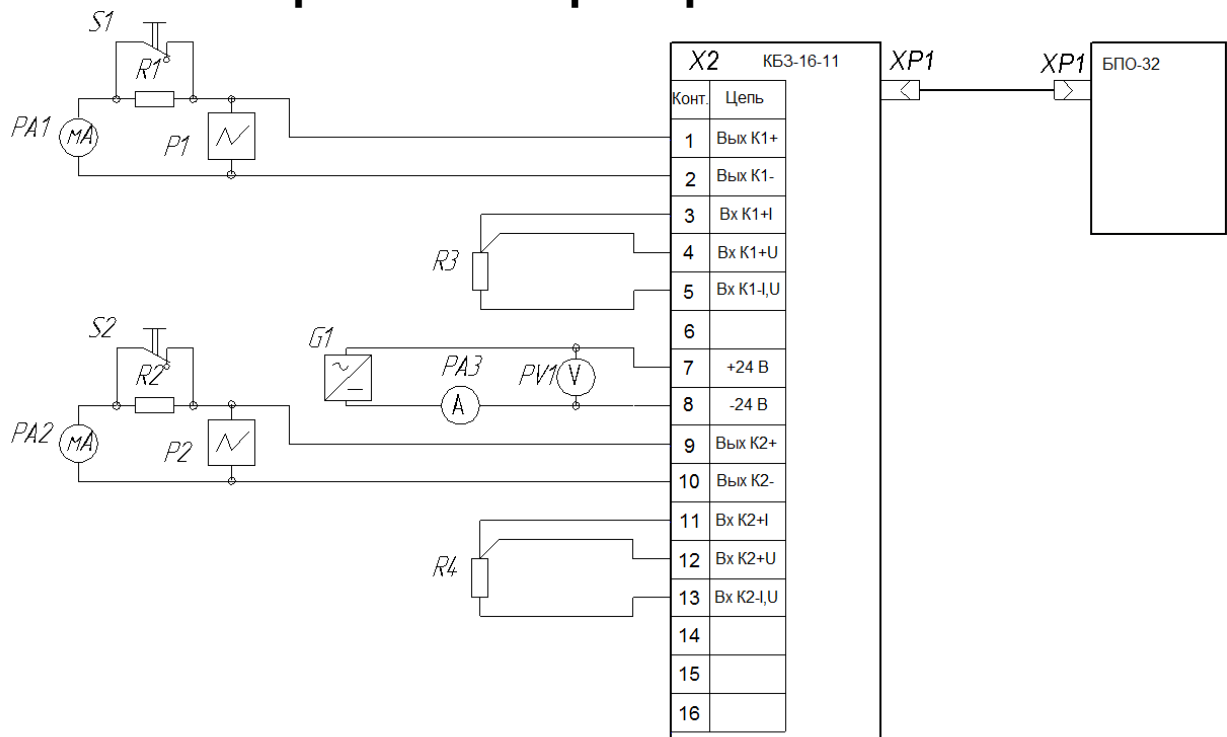 S1
R1
PA1
mA
P1
S2
R2
PA2
mA
P2
R3
G1
PA3
A
PV1
V
R4
X2 КБЗ-16-11
Конт. Цепь
1 Вых К1+
2 Вых К1-
3 Вх К1+I
4 Вх К1+U
5 Вх К1-I,U
6
7 +24 В
8 -24 В
9 Вых К2+
10 Вых К2-
11 Вх К2+I
12 Вх К2+U
13 Вх К2-I,U
14
15
16
XP1
XP1
БПО-32